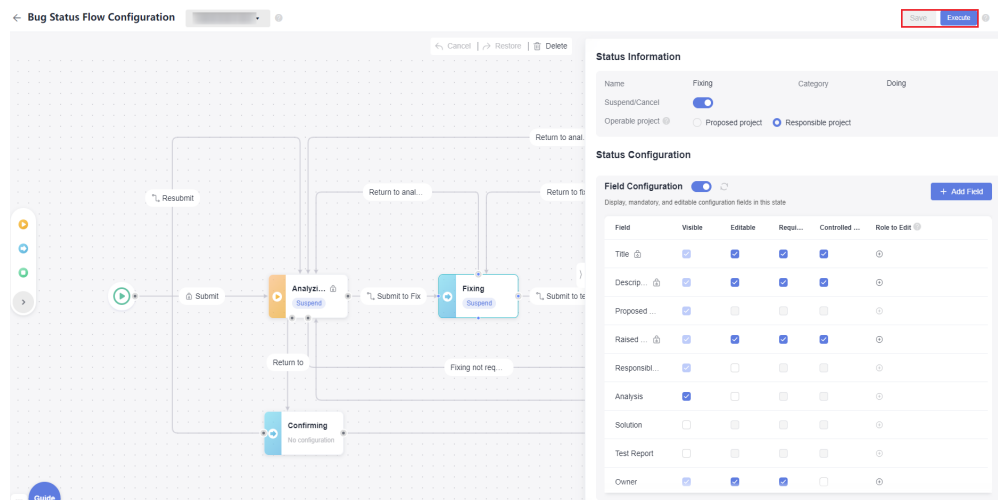 Bug Status Flow Configuration
Save
Execute
Cancel
Restore
Delete
Status Information
Name
Fixing
Category
Doing
Suspend/Cancel
Operable project
Proposed project
Responsible project
Return to anal
Status Configuration
Field Configuration
Display, mandatory, and editable configuration fields in this state
+ Add Field
Return to anal...
Return to fi
Resubmit
Field
Visible
Editable
Requi...
Controlled ...
Role to Edit
Title
Descrip...
Proposed ...
Raised ...
Responsibl...
Analysis
Solution
Test Report
Owner
Submit
Analyzi...
Suspend
Submit to Fix
Fixing
Suspend
Submit to te
Return to
Fixing not req...
Confirming
No configuration
Guide